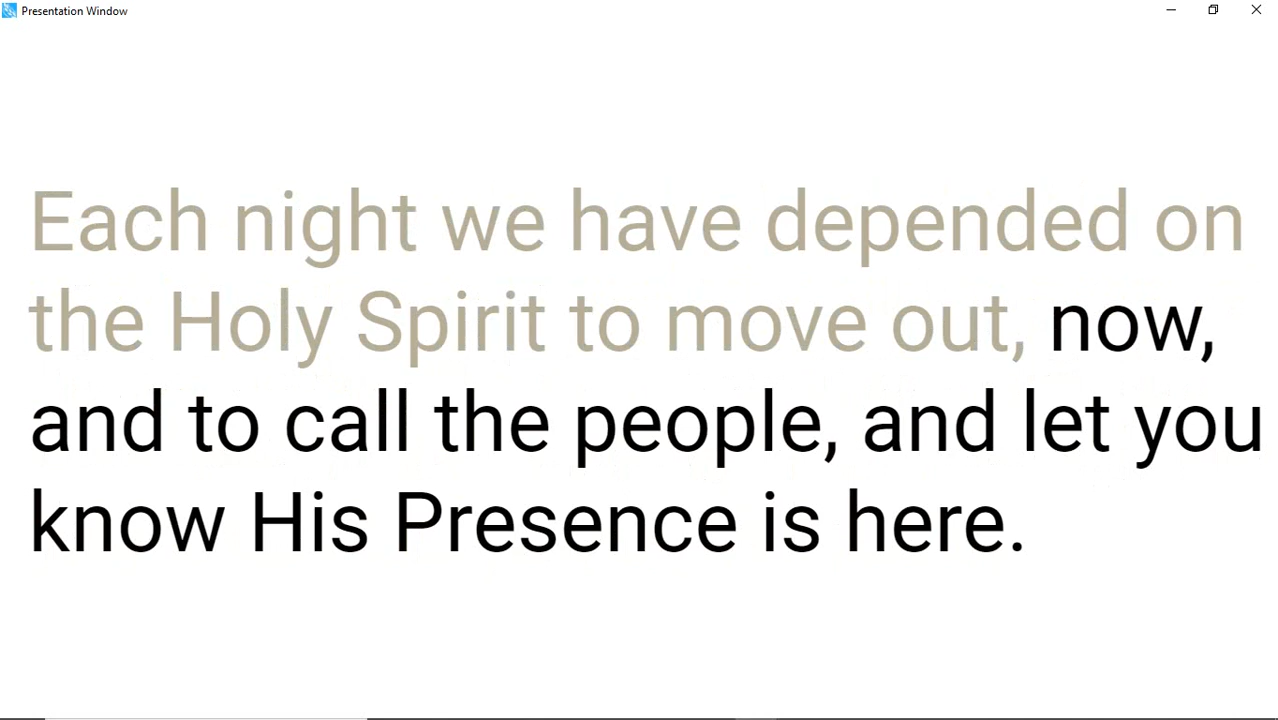 Presentation Window
Each night we have depended on
the Holy Spirit to move out, now,
and to call the people, and let you
know His Presence is here.